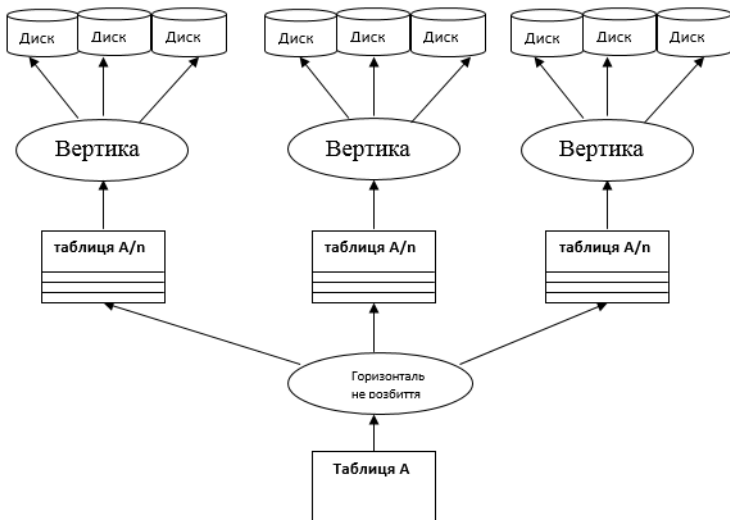 Диск Диск Диск Диск Диск Диск Диск Диск Диск
Вертика Вертика Вертика
таблиця А/n таблиця А/n таблиця А/n
Горизонталь
не розбиття
Таблиця А